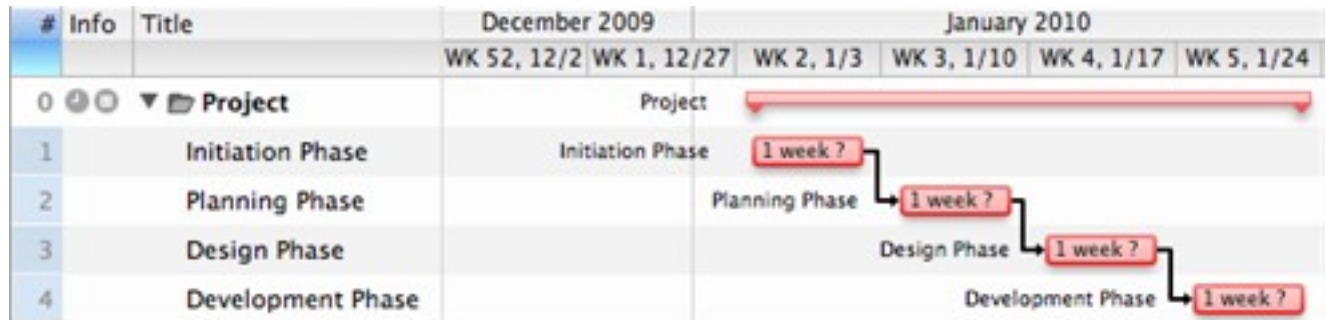 # Info Title December 2009 January 2010
WK 52, 12/2 WK 1, 12/27 WK 2, 1/3 WK 3, 1/10 WK 4, 1/17 WK 5, 1/24
0 Project Project
1 Initiation Phase Initiation Phase 1 week ?
2 Planning Phase Planning Phase 1 week ?
3 Design Phase Design Phase 1 week ?
4 Development Phase Development Phase 1 week ?